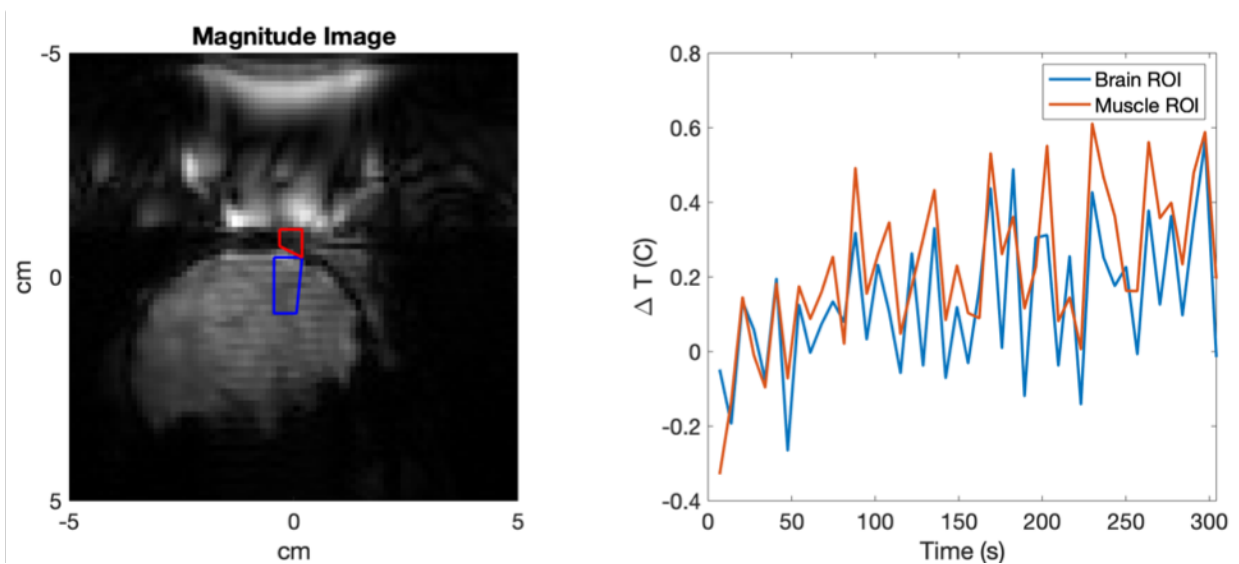 Magnitude Image
-5
0
5
cm
-5
0
5
cm
0.8
0.6
0.4
0.2
0
-0.2
-0.4
Δ T (C)
Brain ROI
Muscle ROI
0
50
100
150
200
250
300
Time (s)